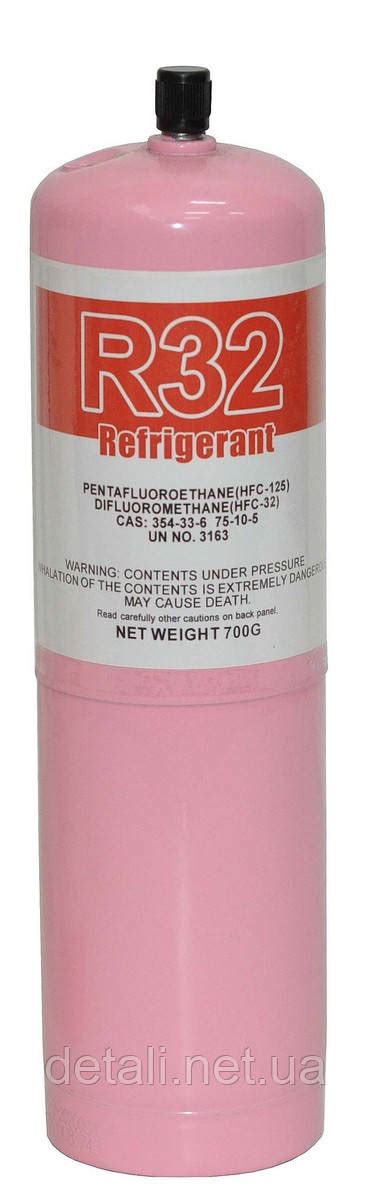 R32
Refrigerant
PENTAFLUOROETHANE(HFC-125)
DIFLUOROMETHANE(HFC-32)
CAS: 354-33-6 75-10-5
UN NO. 3163
WARNING: CONTENTS UNDER PRESSURE
NHALATION OF THE CONTENTS IS EXTREMELY DANGERO
MAY CAUSE DEATH.
Read carefully other cautions on back panel.
NET WEIGHT 700G
detali.net.ua